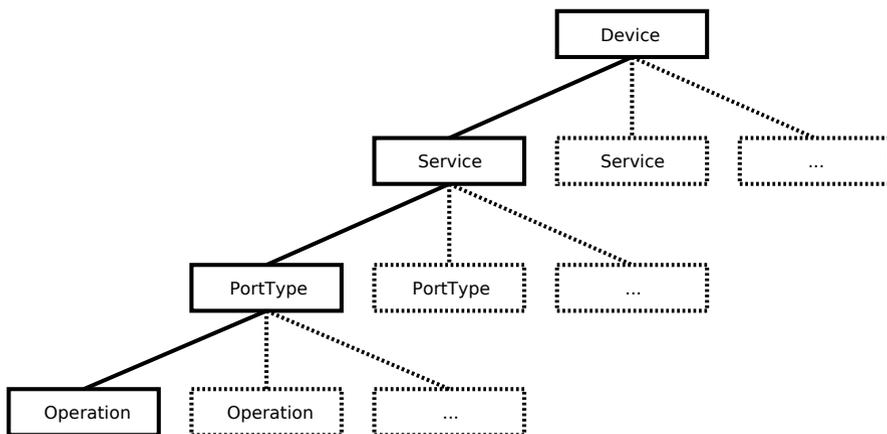 Device
Service
Service
...
PortType
PortType
...
Operation
Operation
...